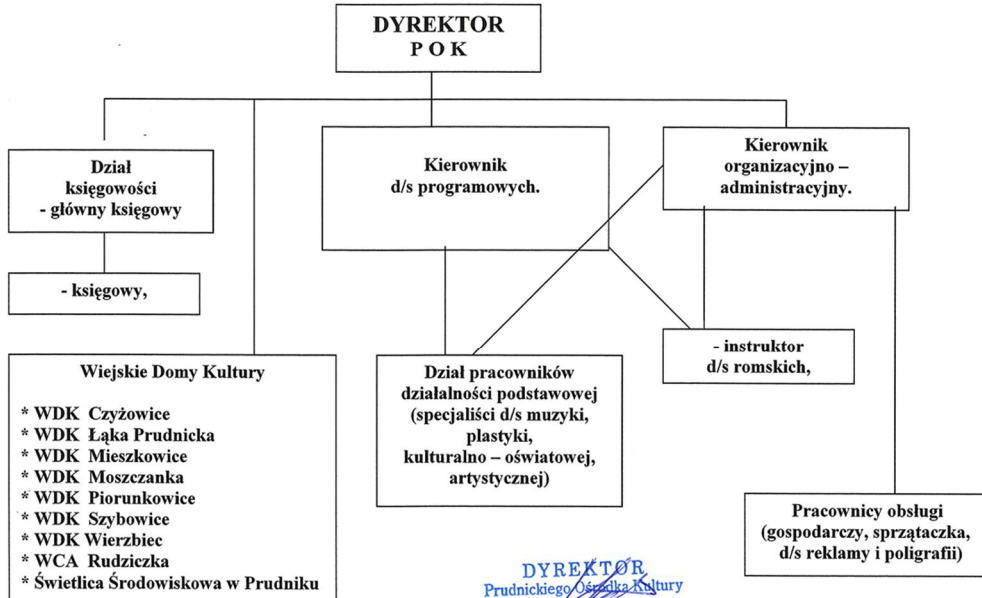 DYREKTOR
P O K
Dział
księgowości
- główny księgowy
Kierownik
d/s programowych.
Kierownik
organizacyjno –
administracyjny.
- księgowy,
- instruktor
d/s romskich,
Wiejskie Domy Kultury
* WDK Czyżowice
* WDK Łąka Prudnicka
* WDK Mieszkowice
* WDK Moszczanka
* WDK Piorunkowice
* WDK Szybowice
* WDK Wierzbiec
* WCA Rudziczka
* Świetlica Środowiskowa w Prudniku
Dział pracowników
działalności podstawowej
(specjaliści d/s muzyki,
plastyki,
kulturalno – oświatowej,
artystycznej)
Pracownicy obsługi
(gospodarczy, sprzątaczka,
d/s reklamy i poligrafii)
DYREKTOR
Prudnickiego Ośrodka Kultury